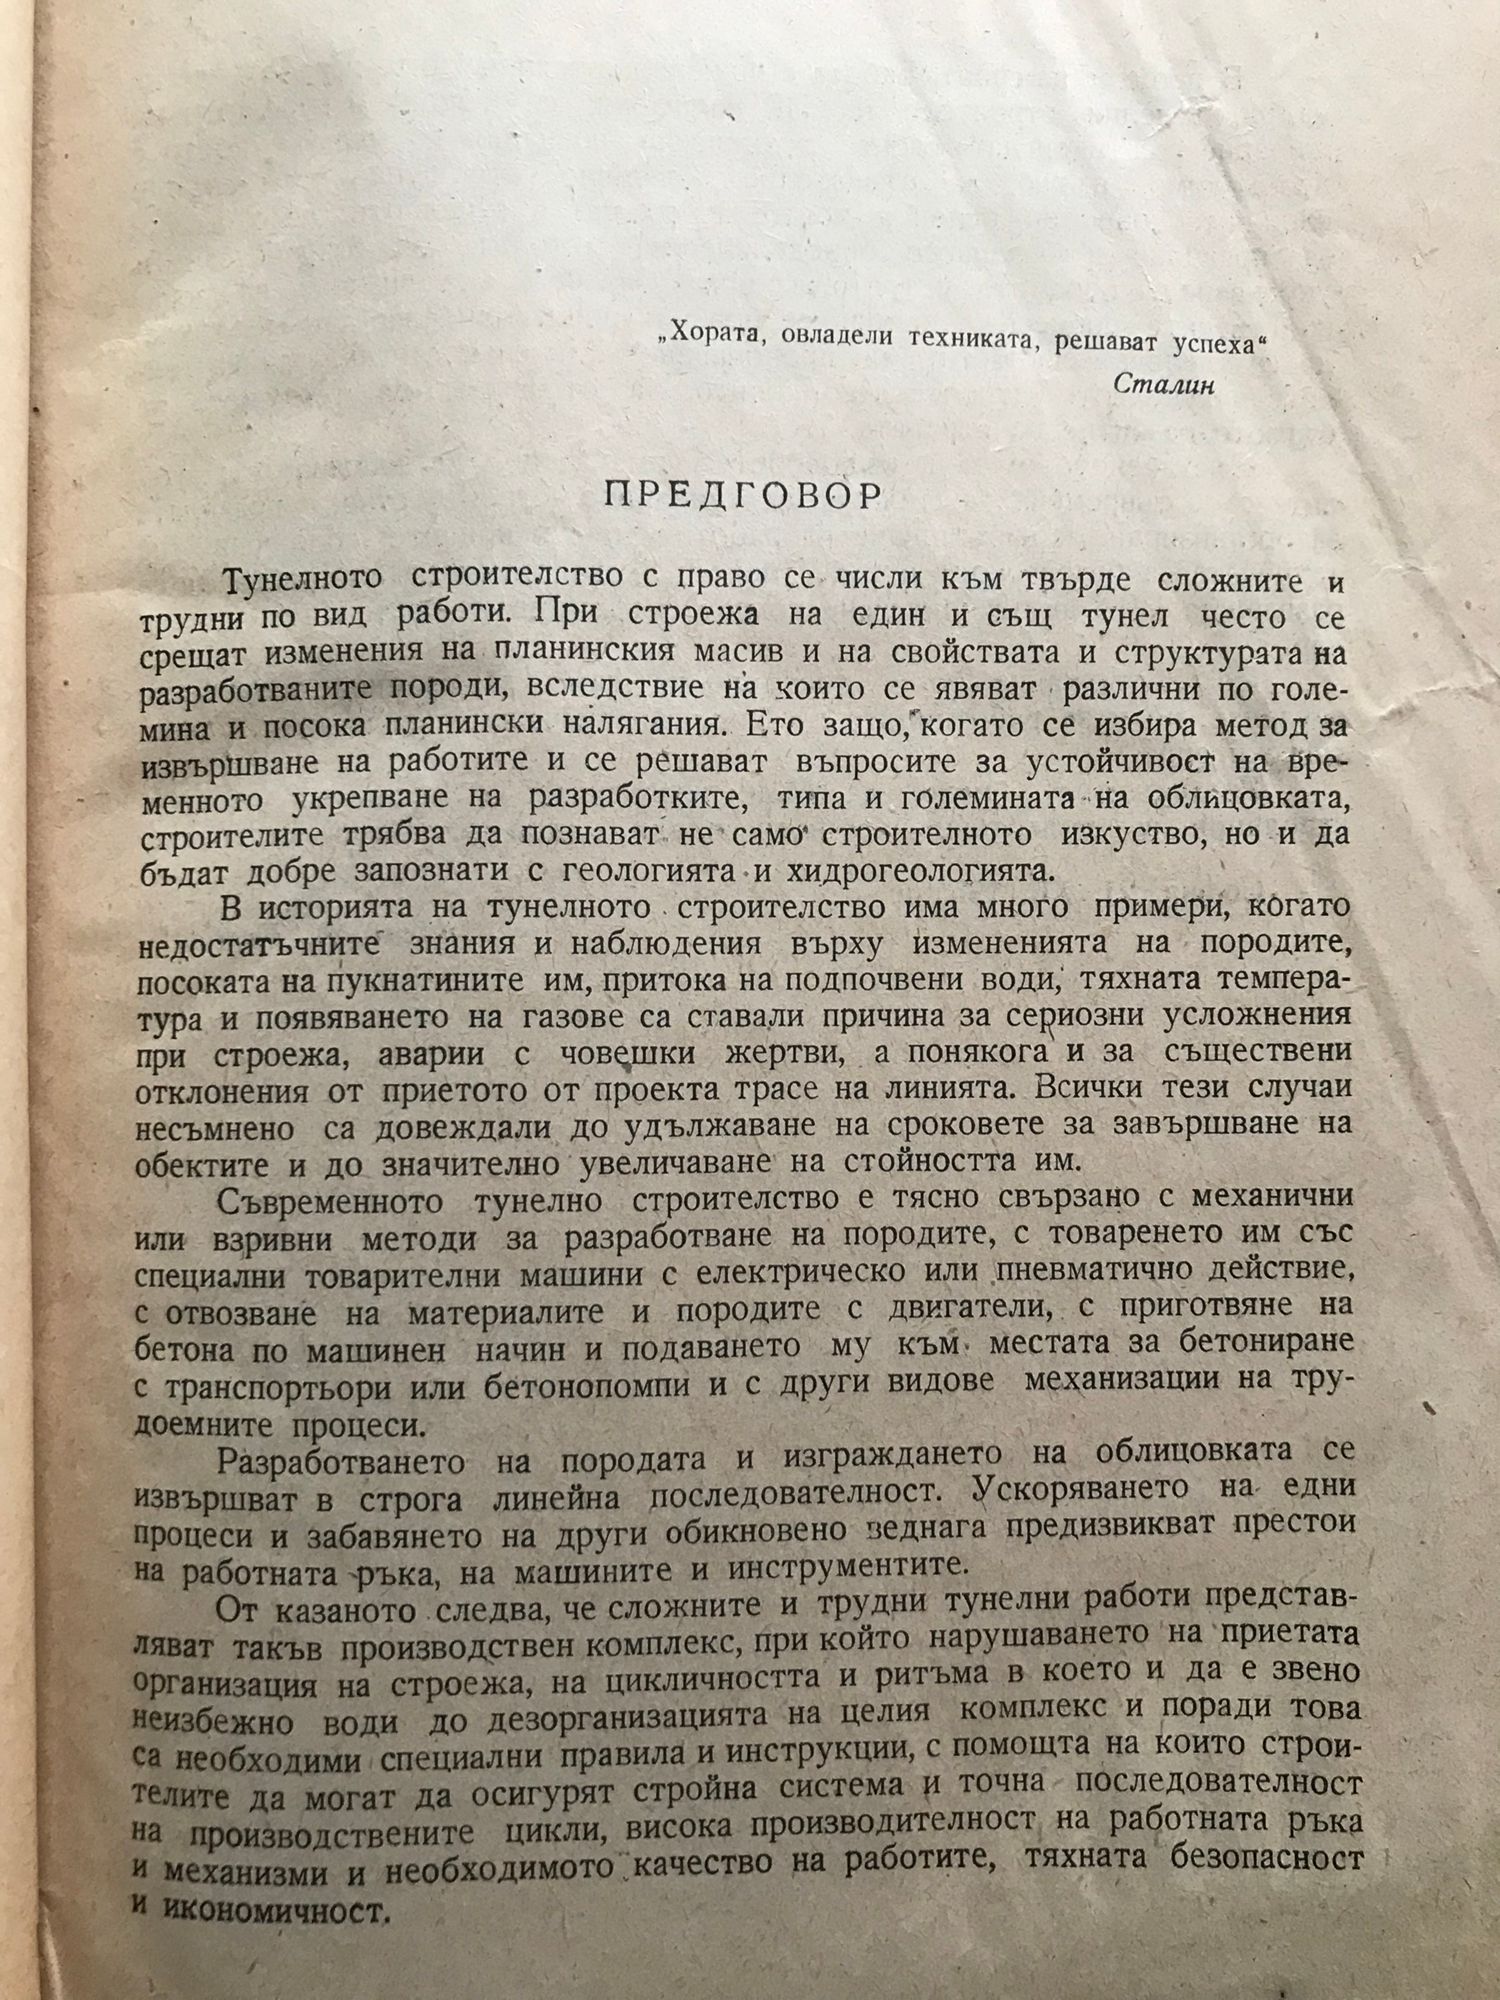 „Хората, овладели техниката, решават успеха“
Сталин
ПРЕДГОВОР
Тунелното строителство с право се числи към твърде сложните и
трудни по вид работи. При строежа на един и същ тунел често се
срещат изменения на планинския масив и на свойствата и структурата на
разработваните породи, вследствие на които се явяват различни по голе-
мина и посока планински налягания. Ето защо, когато се избира метод за
извършване на работите и се решават въпросите за устойчивост на вре-
менното укрепване на разработките, типа и големината на облицовката,
строителите трябва да познават не само строителното изкуство, но и да
бъдат добре запознати с геологията и хидрогеологията.
В историята на тунелното строителство има много примери, когато
недостатъчните знания и наблюдения върху измененията на породите,
посоката на пукнатините им, притока на подпочвени води, тяхната темпера-
тура и появяването на газове са ставали причина за сериозни усложнения
при строежа, аварии с човешки жертви, а понякога и за съществени
отклонения от приетото от проекта трасе на линията. Всички тези случаи
несъмнено са довеждали до удължаване на сроковете за завършване на
обектите и до значително увеличаване на стойността им.
Съвременното тунелно строителство е тясно свързано с механични
или взривни методи за разработване на породите, с товаренето им със
специални товарителни машини с електрическо или пневматично действие,
с отвозване на материалите и породите с двигатели, с приготвяне на
бетона по машинен начин и подаването му към местата за бетониране
с транспортьори или бетонопомпи и с други видове механизации на тру-
доемните процеси.
Разработването на породата и изграждането на облицовката се
извършват в строга линейна последователност. Ускоряването на едни
процеси и забавянето на други обикновено веднага предизвикват престои
на работната ръка, на машините и инструментите.
От казаното следва, че сложните и трудни тунелни работи представ-
ляват такъв производствен комплекс, при който нарушаването на приетата
организация на строежа, на цикличността и ритъма в което и да е звено
неизбежно води до дезорганизацията на целия комплекс и поради това
са необходими специални правила и инструкции, с помощта на които строи-
телите да могат да осигурят стройна система и точна последователност
на производствените цикли, висока производителност на работната ръка
и механизми и необходимото качество на работите, тяхната безопасност
и икономичност.